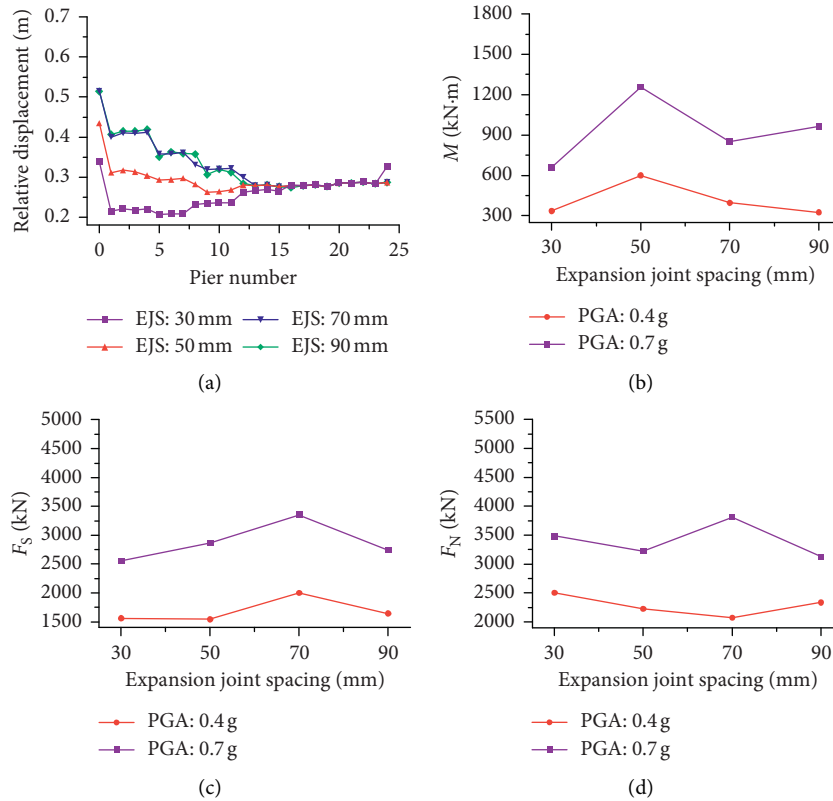 0.7
0.6
0.5
0.4
0.3
0.2
Relative displacement (m)
0 5 10 15 20 25
Pier number
EJS: 30 mm
EJS: 50 mm
EJS: 70 mm
EJS: 90 mm
(a)
1800
1500
1200
900
600
300
M (kN·m)
30 50 70 90
Expansion joint spacing (mm)
PGA: 0.4 g
PGA: 0.7 g
(b)
5000
4500
4000
3500
3000
2500
2000
1500
FS (kN)
30 50 70 90
Expansion joint spacing (mm)
PGA: 0.4 g
PGA: 0.7 g
(c)
5500
5000
4500
4000
3500
3000
2500
2000
FN (kN)
30 50 70 90
Expansion joint spacing (mm)
PGA: 0.4 g
PGA: 0.7 g
(d)